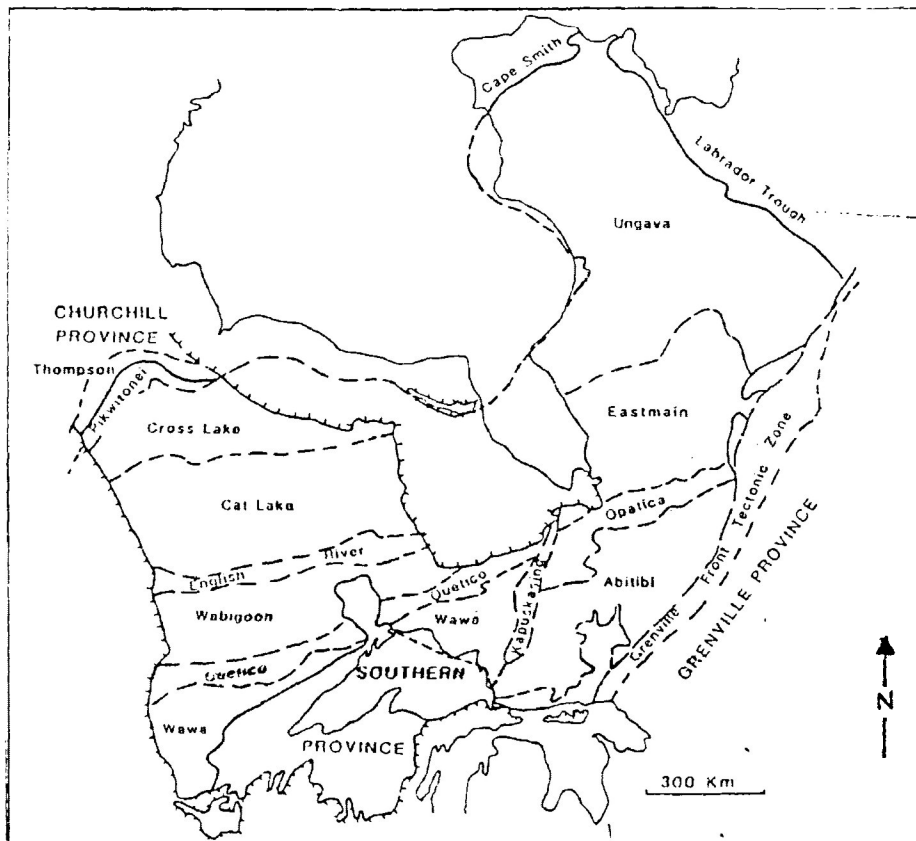 Cape Smith
Labrador Trough
Ungava
CHURCHILL
PROVINCE
Thompson
Pikwitonei
Cross Lake
Eastmain
Cat Lake
Opatica
English River
Quetico
Abitibi
Wabigoon
Wawa
Kapuskasing
Grenville Front Tectonic Zone
GRENVILLE PROVINCE
Quetico
SOUTHERN
PROVINCE
Wawa
N
300 Km